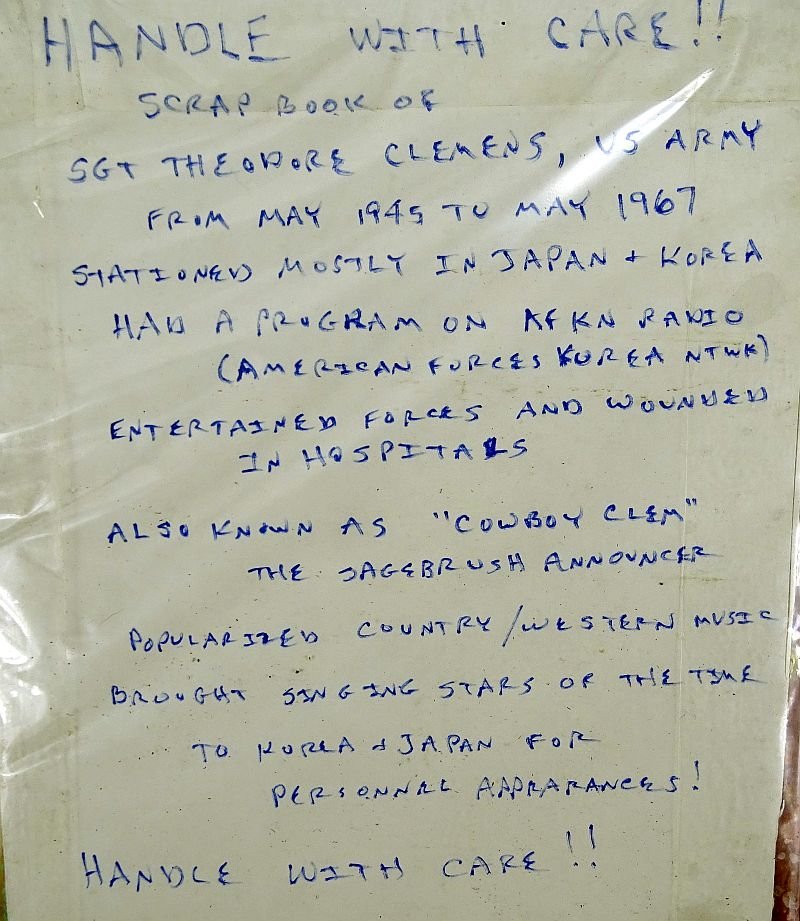 HANDLE WITH CARE!!
SCRAP BOOK OF
SGT THEODORE CLEMENS, US ARMY
FROM MAY 1945 TO MAY 1967
STATIONED MOSTLY IN JAPAN + KOREA
HAD A PROGRAM ON AFKN RADIO
(AMERICAN FORCES KOREA NTWK)
ENTERTAINED FORCES AND WOUNDED
IN HOSPITALS
ALSO KNOWN AS "COWBOY CLEM"
THE SAGEBRUSH ANNOUNCER
POPULARIZED COUNTRY/WESTERN MUSIC
BROUGHT SINGING STARS OF THE TIME
TO KOREA + JAPAN FOR
PERSONNEL APPEARANCES!
HANDLE WITH CARE!!